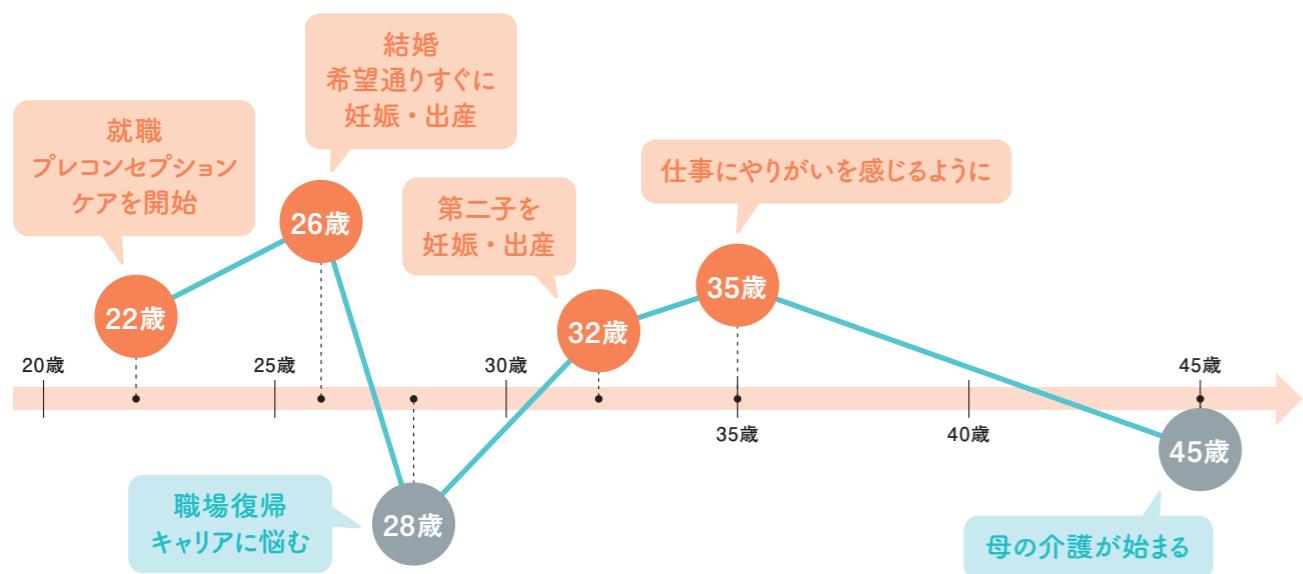 結婚
希望通りすぐに
妊娠・出産
就職
プレコンセプション
ケアを開始
仕事にやりがいを感じるように
第二子を
妊娠・出産
26歳
35歳
22歳
32歳
20歳
25歳
30歳
45歳
35歳
40歳
45歳
職場復帰
キャリアに悩む
28歳
母の介護が始まる